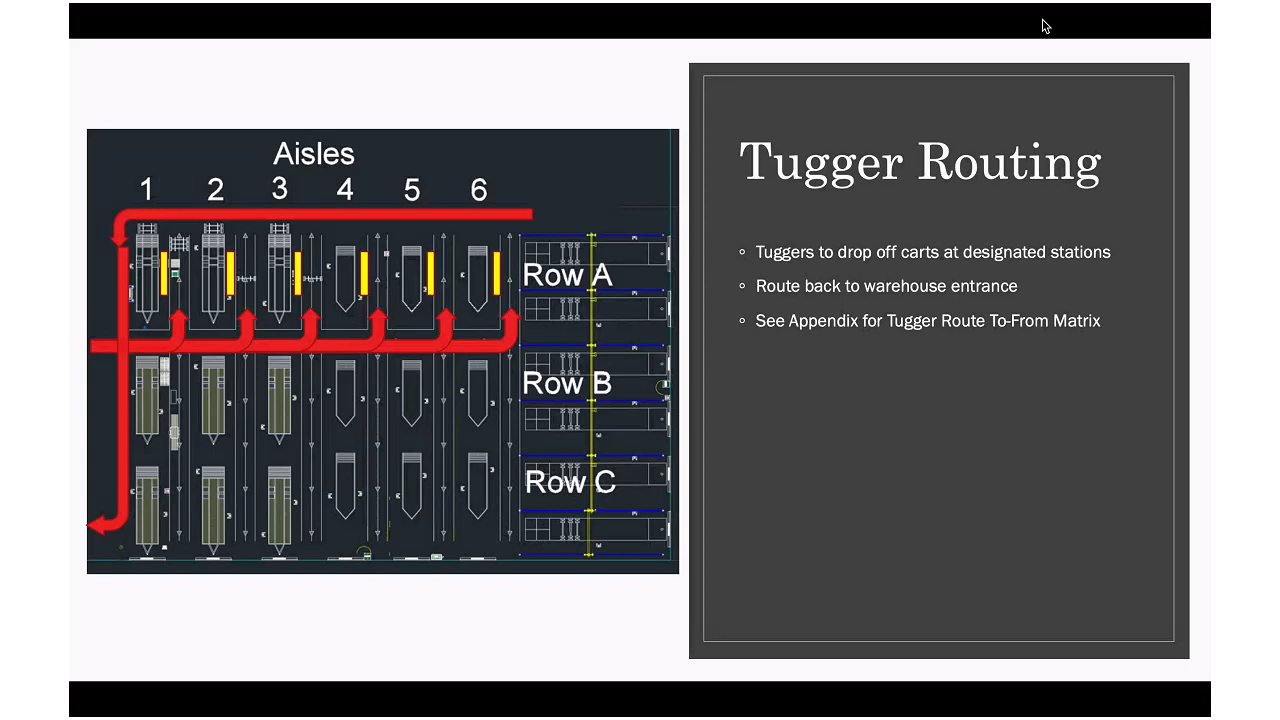 Aisles
1 2 3 4 5 6
Row A
Row B
Row C
Tugger Routing
Tuggers to drop off carts at designated stations
Route back to warehouse entrance
See Appendix for Tugger Route To-From Matrix